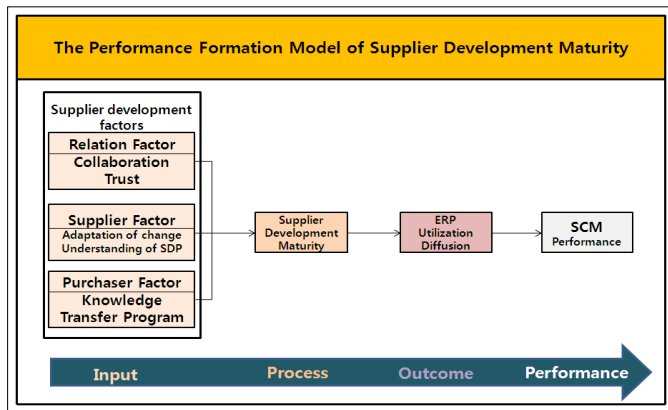 The Performance Formation Model of Supplier Development Maturity
Supplier development
factors
Relation Factor
Collaboration
Trust
Supplier Factor
Adaptation of change
Understanding of SDP
Purchaser Factor
Knowledge
Transfer Program
Supplier
Development
Maturity
ERP
Utilization
Diffusion
SCM
Performance
Input
Process
Outcome
Performance